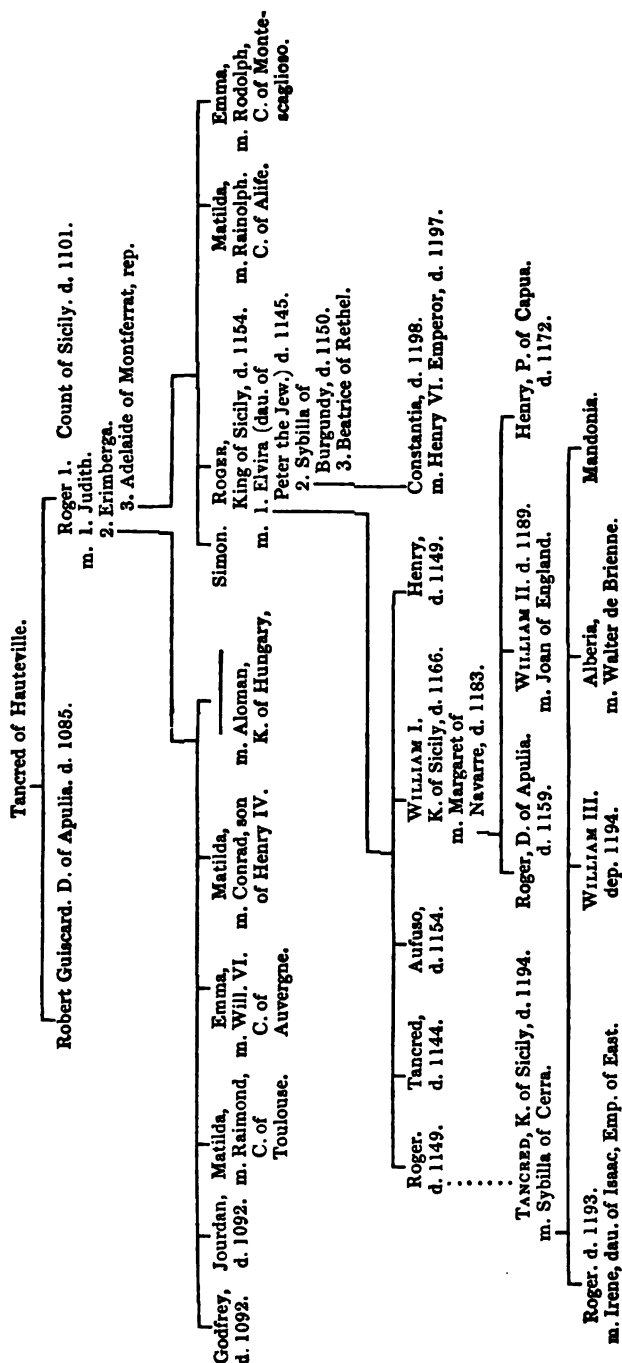 Tancred of Hauteville.
Robert Guiscard. D. of Apulia. d. 1085.
Roger 1. Count of Sicily. d. 1101.
m. 1. Judith.
2. Erimberga.
3. Adelaide of Montferrat, rep.
Godfrey,
d. 1092.
Jourdan,
d. 1092.
Matilda,
m. Raimond,
C. of
Toulouse.
Emma,
m. Will. VI.
C. of
Auvergne.
Matilda,
m. Conrad, son
of Henry IV.
m. Aloman,
K. of Hungary,
Simon.
ROGER,
King of Sicily, d. 1154.
m. 1. Elvira (dau. of
Peter the Jew.) d. 1145.
2. Sybilla of
Burgundy, d. 1150.
3. Beatrice of Rethel.
Matilda,
m. Rainolph.
C. of Alife.
Emma,
m. Rodolph,
C. of Monte-
scaglioso.
Roger.
d. 1149.
Tancred,
d. 1144.
Aufuso,
d. 1154.
WILLIAM I.
K. of Sicily, d. 1166.
m. Margaret of
Navarre, d. 1183.
Henry,
d. 1149.
Constantia, d. 1198.
m. Henry VI. Emperor, d. 1197.
TANCRED, K. of Sicily, d. 1194.
m. Sybilla of Cerra.
Roger, D. of Apulia.
d. 1159.
WILLIAM II. d. 1189.
m. Joan of England.
Henry, P. of Capua.
d. 1172.
Roger. d. 1193.
m. Irene, dau. of Isaac, Emp. of East.
WILLIAM III.
dep. 1194.
Alberia,
m. Walter de Brienne.
Mandonia.